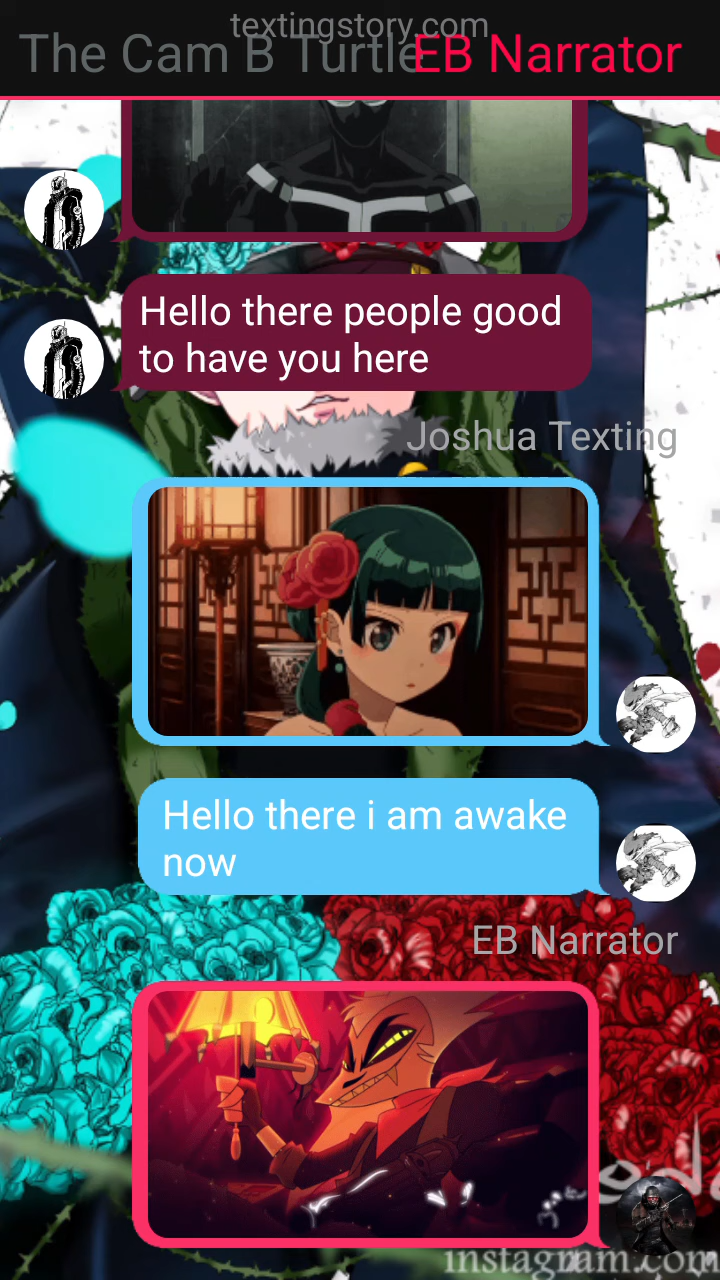 textingstory.com
The Cam B Turtle
EB Narrator
Hello there people good
to have you here
Joshua Texting
Hello there i am awake
now
EB Narrator
instagram.com